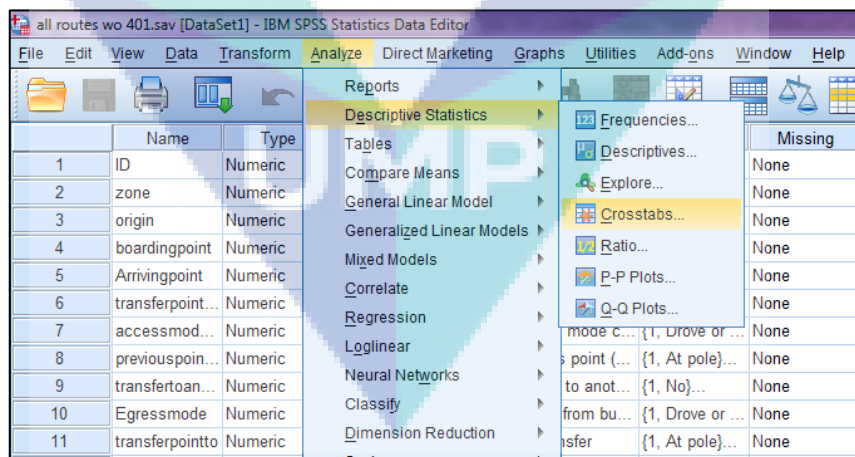 all routes wo 401.sav [DataSet1] - IBM SPSS Statistics Data Editor
File Edit View Data Transform Analyze Direct Marketing Graphs Utilities Add-ons Window Help
Reports
Descriptive Statistics
Tables
Compare Means
General Linear Model
Generalized Linear Models
Mixed Models
Correlate
Regression
Loglinear
Neural Networks
Classify
Dimension Reduction
Frequencies...
Descriptives...
Explore...
Crosstabs...
Ratio...
P-P Plots...
Q-Q Plots...
UMP
Name Type Missing
1 ID Numeric None
2 zone Numeric None
3 origin Numeric None
4 boardingpoint Numeric None
5 Arrivingpoint Numeric None
6 transferpoint... Numeric None
7 accessmod... Numeric mode c... {1, Drove or ... None
8 previouspoin... Numeric s point (... {1, At pole}... None
9 transfertoan... Numeric to anot... {1, No}... None
10 Egressmode Numeric from bu... {1, Drove or ... None
11 transferpointto Numeric nsfer {1, At pole}... None